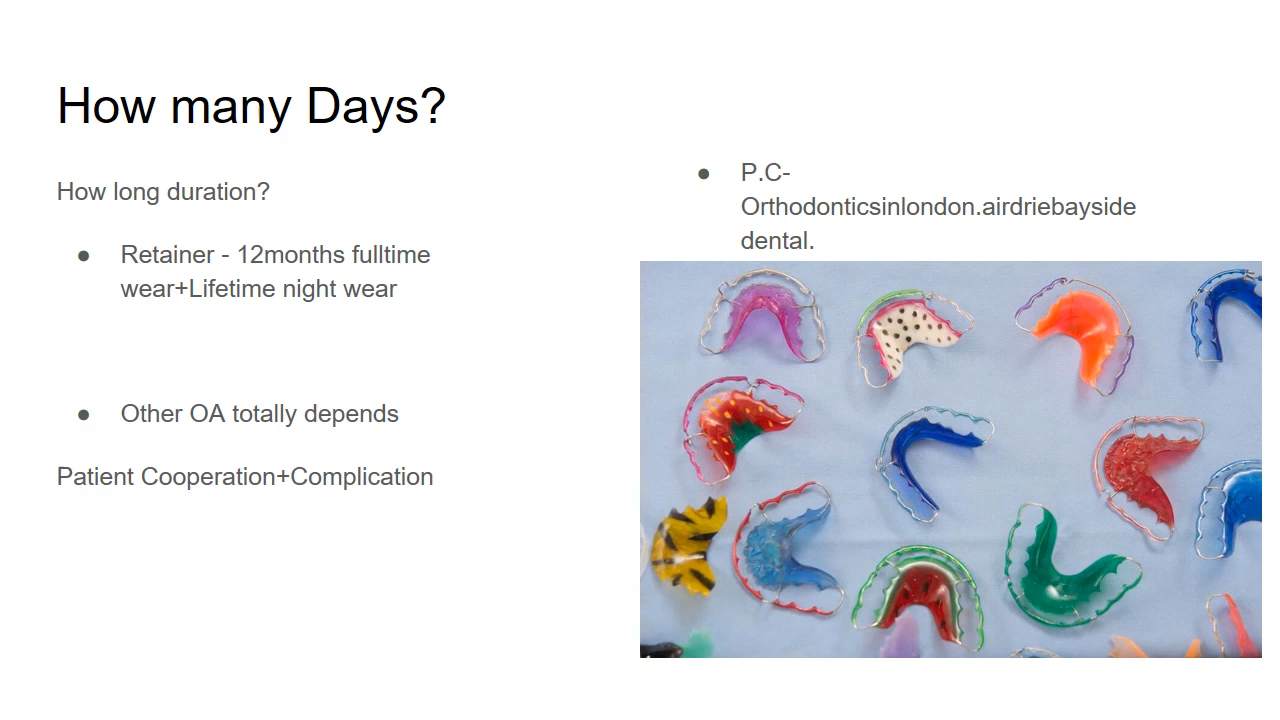 How many Days?
How long duration?
● Retainer - 12months fulltime
wear+Lifetime night wear
● Other OA totally depends
Patient Cooperation+Complication
● P.C-
Orthodonticsinlondon.airdriebayside
dental.